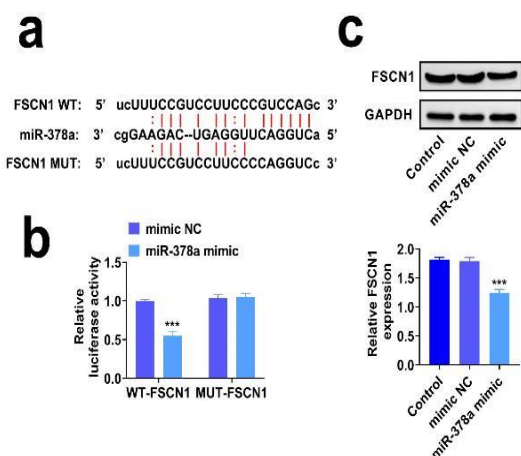 a
FSCN1 WT: 5' ucUUUCCGUCCUUCCCGUCCAGc 3'
miR-378a: 3' cgGAAGAC--UGAGGUUCAGGUCa 5'
FSCN1 MUT: 5' ucUUUCCGUCCUUCCCCAGGUCc 3'
b
mimic NC
miR-378a mimic
Relative
luciferase activity
1.5
1.0
0.5
0.0
***
WT-FSCN1 MUT-FSCN1
c
FSCN1
GAPDH
Control
mimic NC
miR-378a mimic
Relative FSCN1
expression
2.0
1.5
1.0
0.5
0.0
***
Control
mimic NC
miR-378a mimic